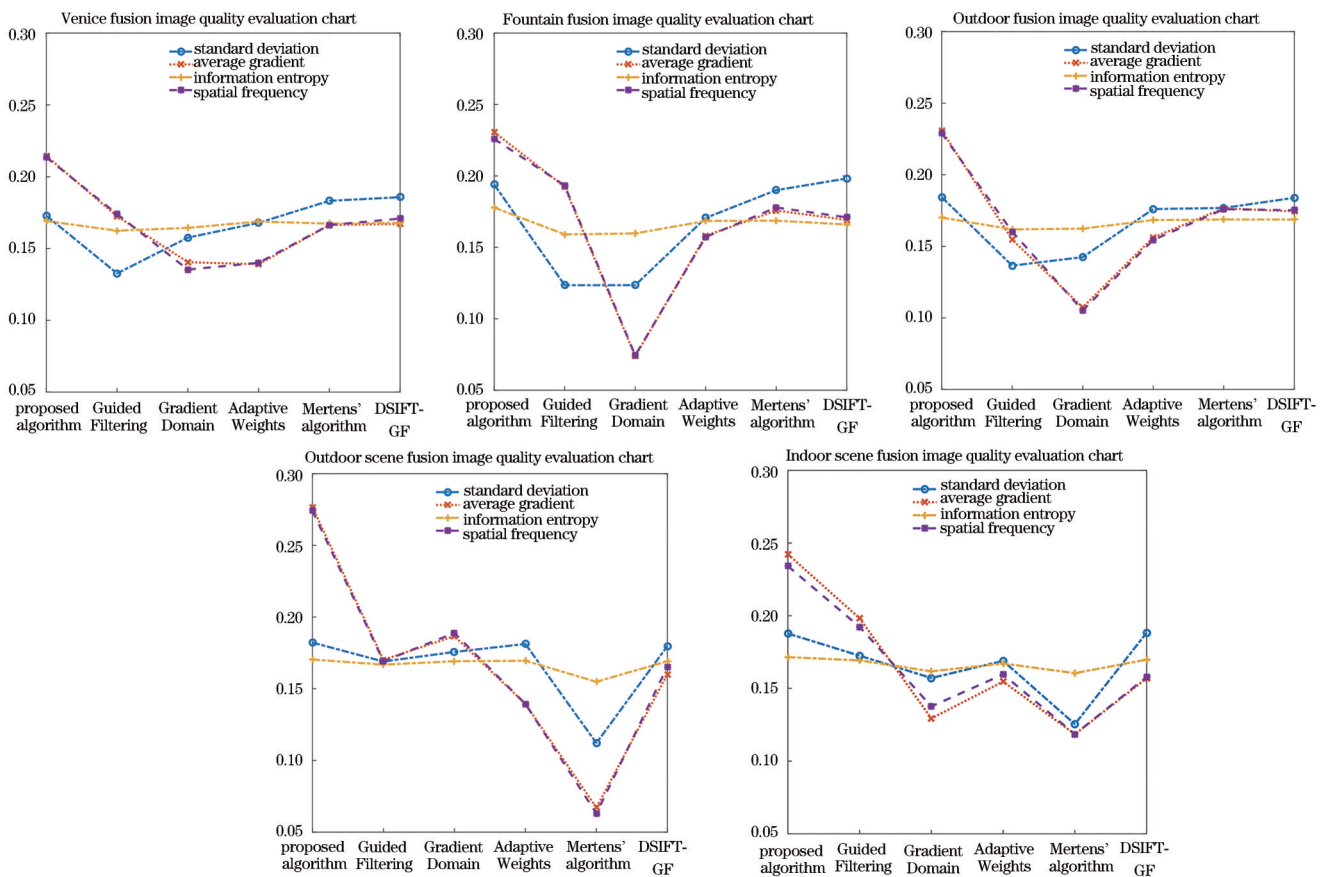 Venice fusion image quality evaluation chart
0.30
0.25
0.20
0.15
0.10
0.05
standard deviation
average gradient
information entropy
spatial frequency
proposed algorithm
Guided Filtering
Gradient Domain
Adaptive Weights
Mertens' algorithm
DSIFT-GF
Fountain fusion image quality evaluation chart
0.30
0.25
0.20
0.15
0.10
0.05
standard deviation
average gradient
information entropy
spatial frequency
proposed algorithm
Guided Filtering
Gradient Domain
Adaptive Weights
Mertens' algorithm
DSIFT-GF
Outdoor fusion image quality evaluation chart
0.30
0.25
0.20
0.15
0.10
0.05
standard deviation
average gradient
information entropy
spatial frequency
proposed algorithm
Guided Filtering
Gradient Domain
Adaptive Weights
Mertens' algorithm
DSIFT-GF
Outdoor scene fusion image quality evaluation chart
0.30
0.25
0.20
0.15
0.10
0.05
standard deviation
average gradient
information entropy
spatial frequency
proposed algorithm
Guided Filtering
Gradient Domain
Adaptive Weights
Mertens' algorithm
DSIFT-GF
Indoor scene fusion image quality evaluation chart
0.30
0.25
0.20
0.15
0.10
0.05
standard deviation
average gradient
information entropy
spatial frequency
proposed algorithm
Guided Filtering
Gradient Domain
Adaptive Weights
Mertens' algorithm
DSIFT-GF